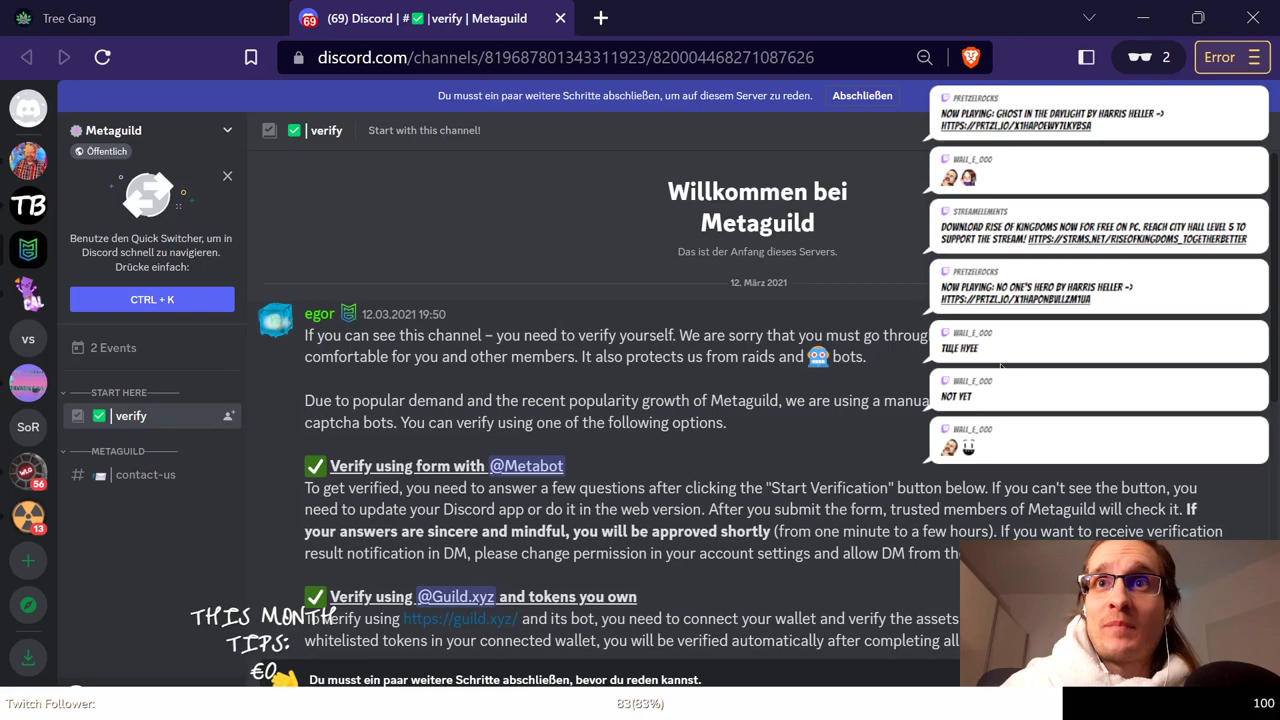 Tree Gang
(69) Discord | #✅ |verify | Metaguild
discord.com/channels/819687801343311923/820004468271087626
2
Error
Du musst ein paar weitere Schritte abschließen, um auf diesem Server zu reden.
Abschließen
Metaguild
Öffentlich
✅ | verify
Start with this channel!
Benutze den Quick Switcher, um in
Discord schnell zu navigieren.
Drücke einfach:
CTRL + K
2 Events
START HERE
✅ | verify
METAGUILD
# 📨 | contact-us
TB
VS
SoR
56
13
Willkommen bei
Metaguild
Das ist der Anfang dieses Servers.
12. März 2021
egor 12.03.2021 19:50
If you can see this channel – you need to verify yourself. We are sorry that you must go through
comfortable for you and other members. It also protects us from raids and 🤖 bots.
Due to popular demand and the recent popularity growth of Metaguild, we are using a manua
captcha bots. You can verify using one of the following options.
✅ Verify using form with @Metabot
To get verified, you need to answer a few questions after clicking the "Start Verification" button below. If you can't see the button, you
need to update your Discord app or do it in the web version. After you submit the form, trusted members of Metaguild will check it. If
your answers are sincere and mindful, you will be approved shortly (from one minute to a few hours). If you want to receive verification
result notification in DM, please change permission in your account settings and allow DM from the
✅ Verify using @Guild.xyz and tokens you own
To verify using https://guild.xyz/ and its bot, you need to connect your wallet and verify the assets
whitelisted tokens in your connected wallet, you will be verified automatically after completing all
Du musst ein paar weitere Schritte abschließen, bevor du reden kannst.
PRETZELROCKS
NOW PLAYING: GHOST IN THE DAYLIGHT BY HARRIS HELLER ->
HTTPS://PRTZL.IO/X1HAPOEWY7LKYBSA
WALL_E_000
STREAMELEMENTS
DOWNLOAD RISE OF KINGDOMS NOW FOR FREE ON PC. REACH CITY HALL LEVEL 5 TO
SUPPORT THE STREAM! HTTPS://STRMS.NET/RISEOFKINGDOMS_TOGETHERBETTER
PRETZELROCKS
NOW PLAYING: NO ONE'S HERO BY HARRIS HELLER ->
HTTPS://PRTZL.IO/X1HAPONBVLLZM1UA
WALL_E_000
WALL_E_000
NOT YET
WALL_E_000
THIS MONTH
TIPS:
€0
Twitch Follower:
83(83%)
100